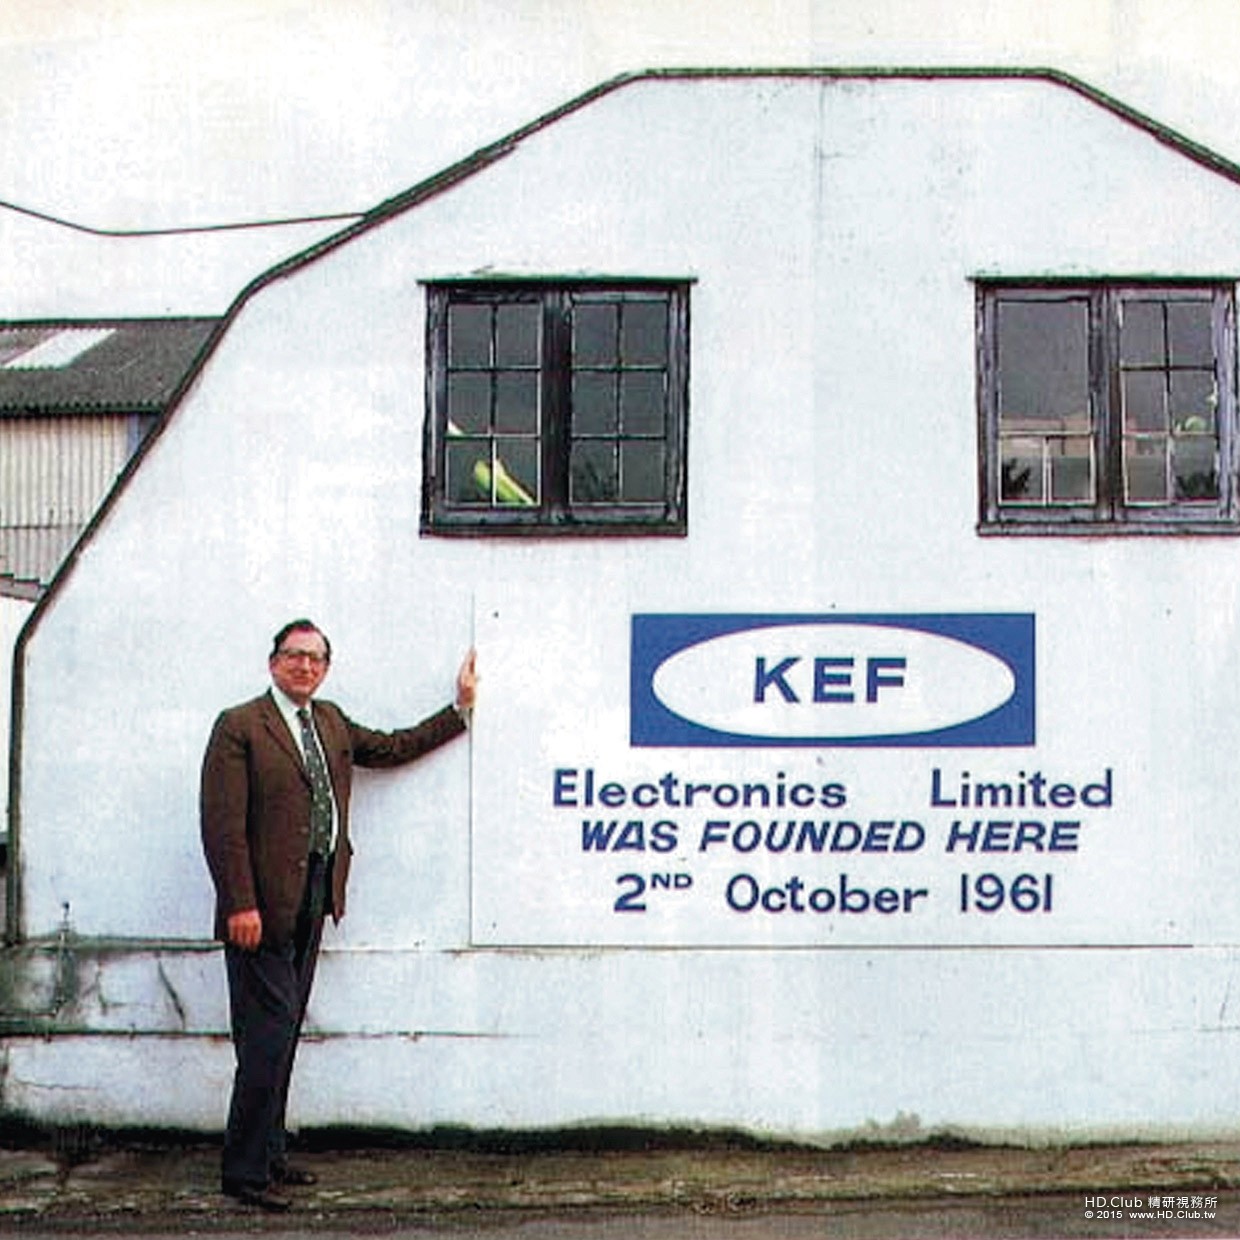 KEF
Electronics Limited
WAS FOUNDED HERE
2ND October 1961
HD.Club 精研視務所
© 2015 www.HD.Club.tw